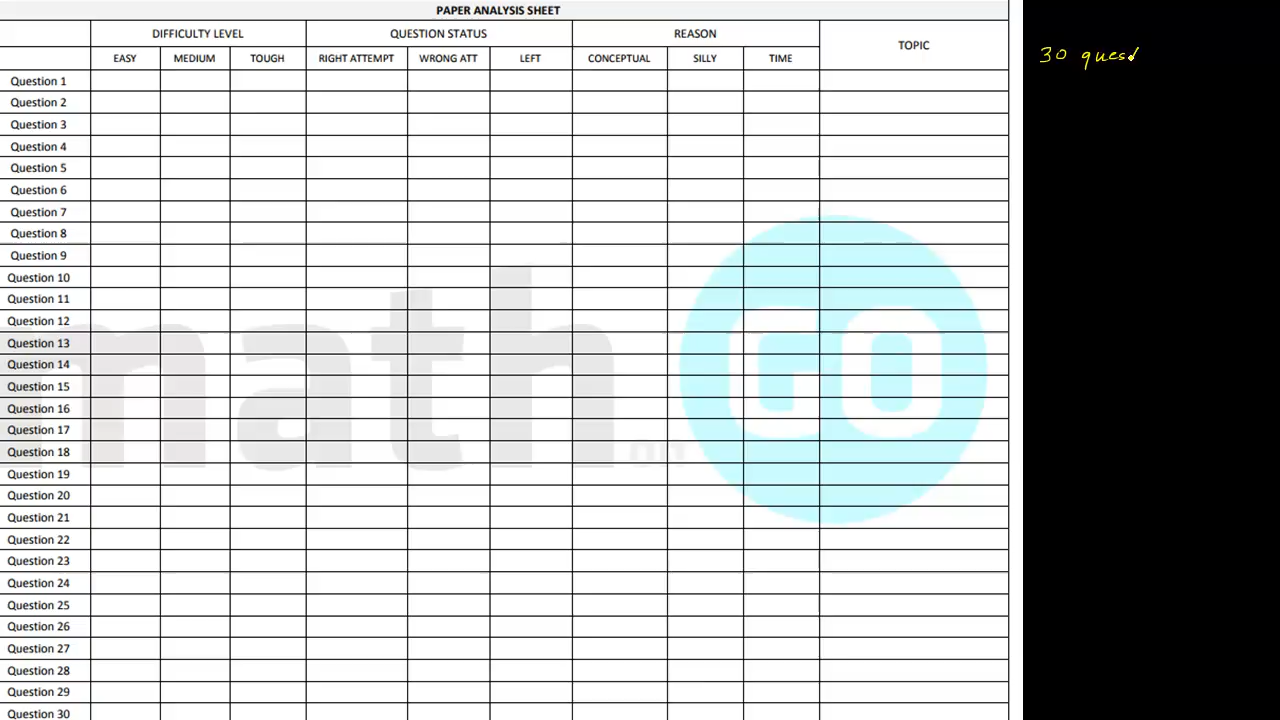 PAPER ANALYSIS SHEET
DIFFICULTY LEVEL QUESTION STATUS REASON TOPIC
EASY MEDIUM TOUGH RIGHT ATTEMPT WRONG ATT LEFT CONCEPTUAL SILLY TIME
Question 1
Question 2
Question 3
Question 4
Question 5
Question 6
Question 7
Question 8
Question 9
Question 10
Question 11
Question 12
Question 13
Question 14
Question 15
Question 16
Question 17
Question 18
Question 19
Question 20
Question 21
Question 22
Question 23
Question 24
Question 25
Question 26
Question 27
Question 28
Question 29
Question 30
mathongo
30 ques